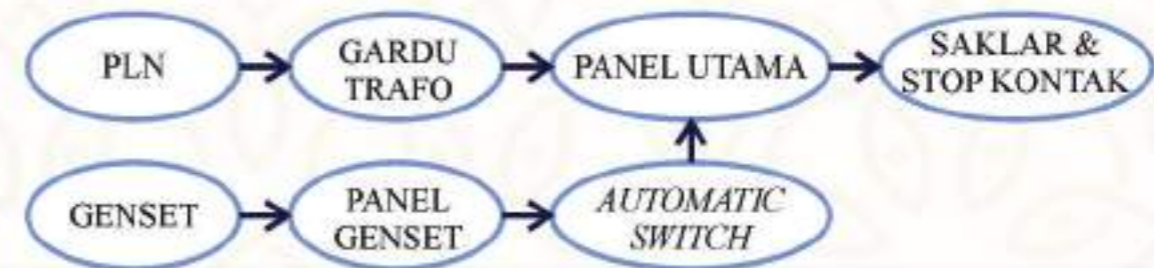 PLN
GARDU
TRAFO
PANEL UTAMA
SAKLAR &
STOP KONTAK
GENSET
PANEL
GENSET
AUTOMATIC
SWITCH